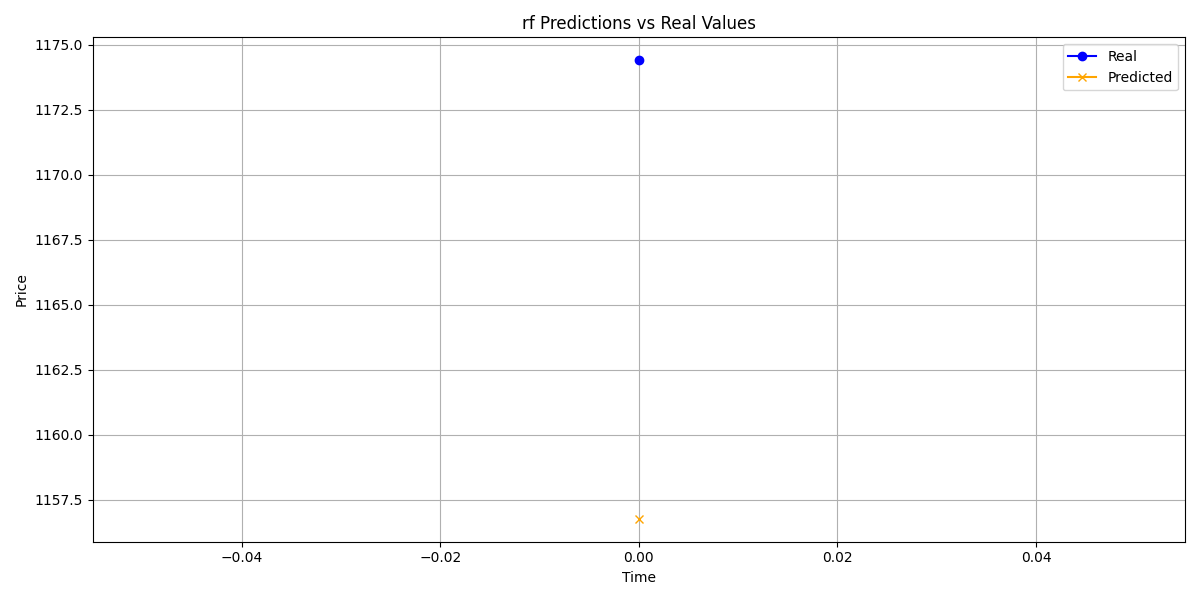 rf Predictions vs Real Values
Real
Predicted
1175.0
1172.5
1170.0
1167.5
1165.0
1162.5
1160.0
1157.5
Price
−0.04
−0.02
0.00
0.02
0.04
Time